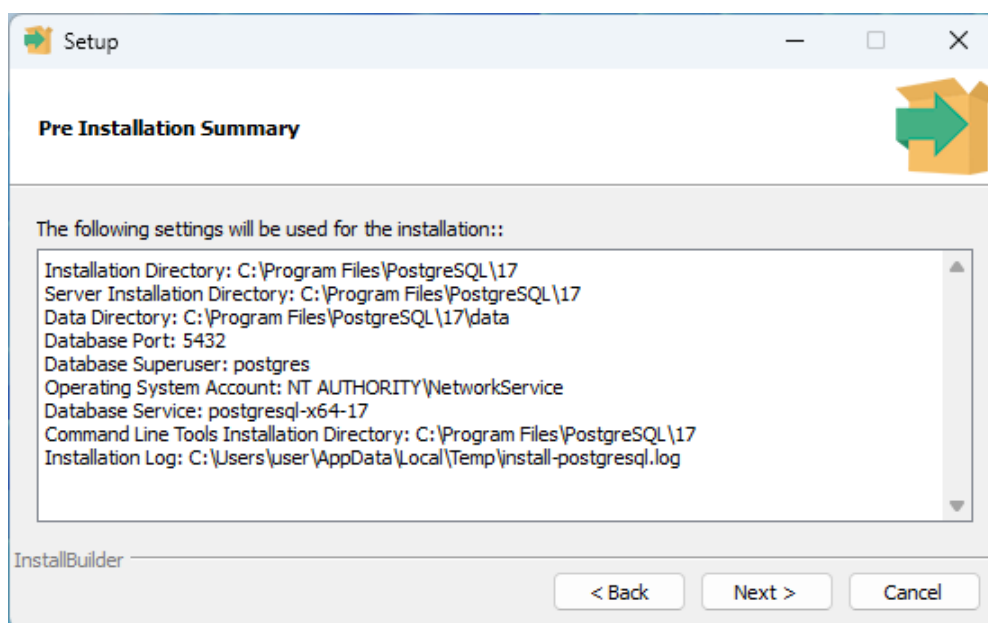 Setup
Pre Installation Summary
The following settings will be used for the installation::
Installation Directory: C:\Program Files\PostgreSQL\17
Server Installation Directory: C:\Program Files\PostgreSQL\17
Data Directory: C:\Program Files\PostgreSQL\17\data
Database Port: 5432
Database Superuser: postgres
Operating System Account: NT AUTHORITY\NetworkService
Database Service: postgresql-x64-17
Command Line Tools Installation Directory: C:\Program Files\PostgreSQL\17
Installation Log: C:\Users\user\AppData\Local\Temp\install-postgresql.log
InstallBuilder
< Back Next > Cancel